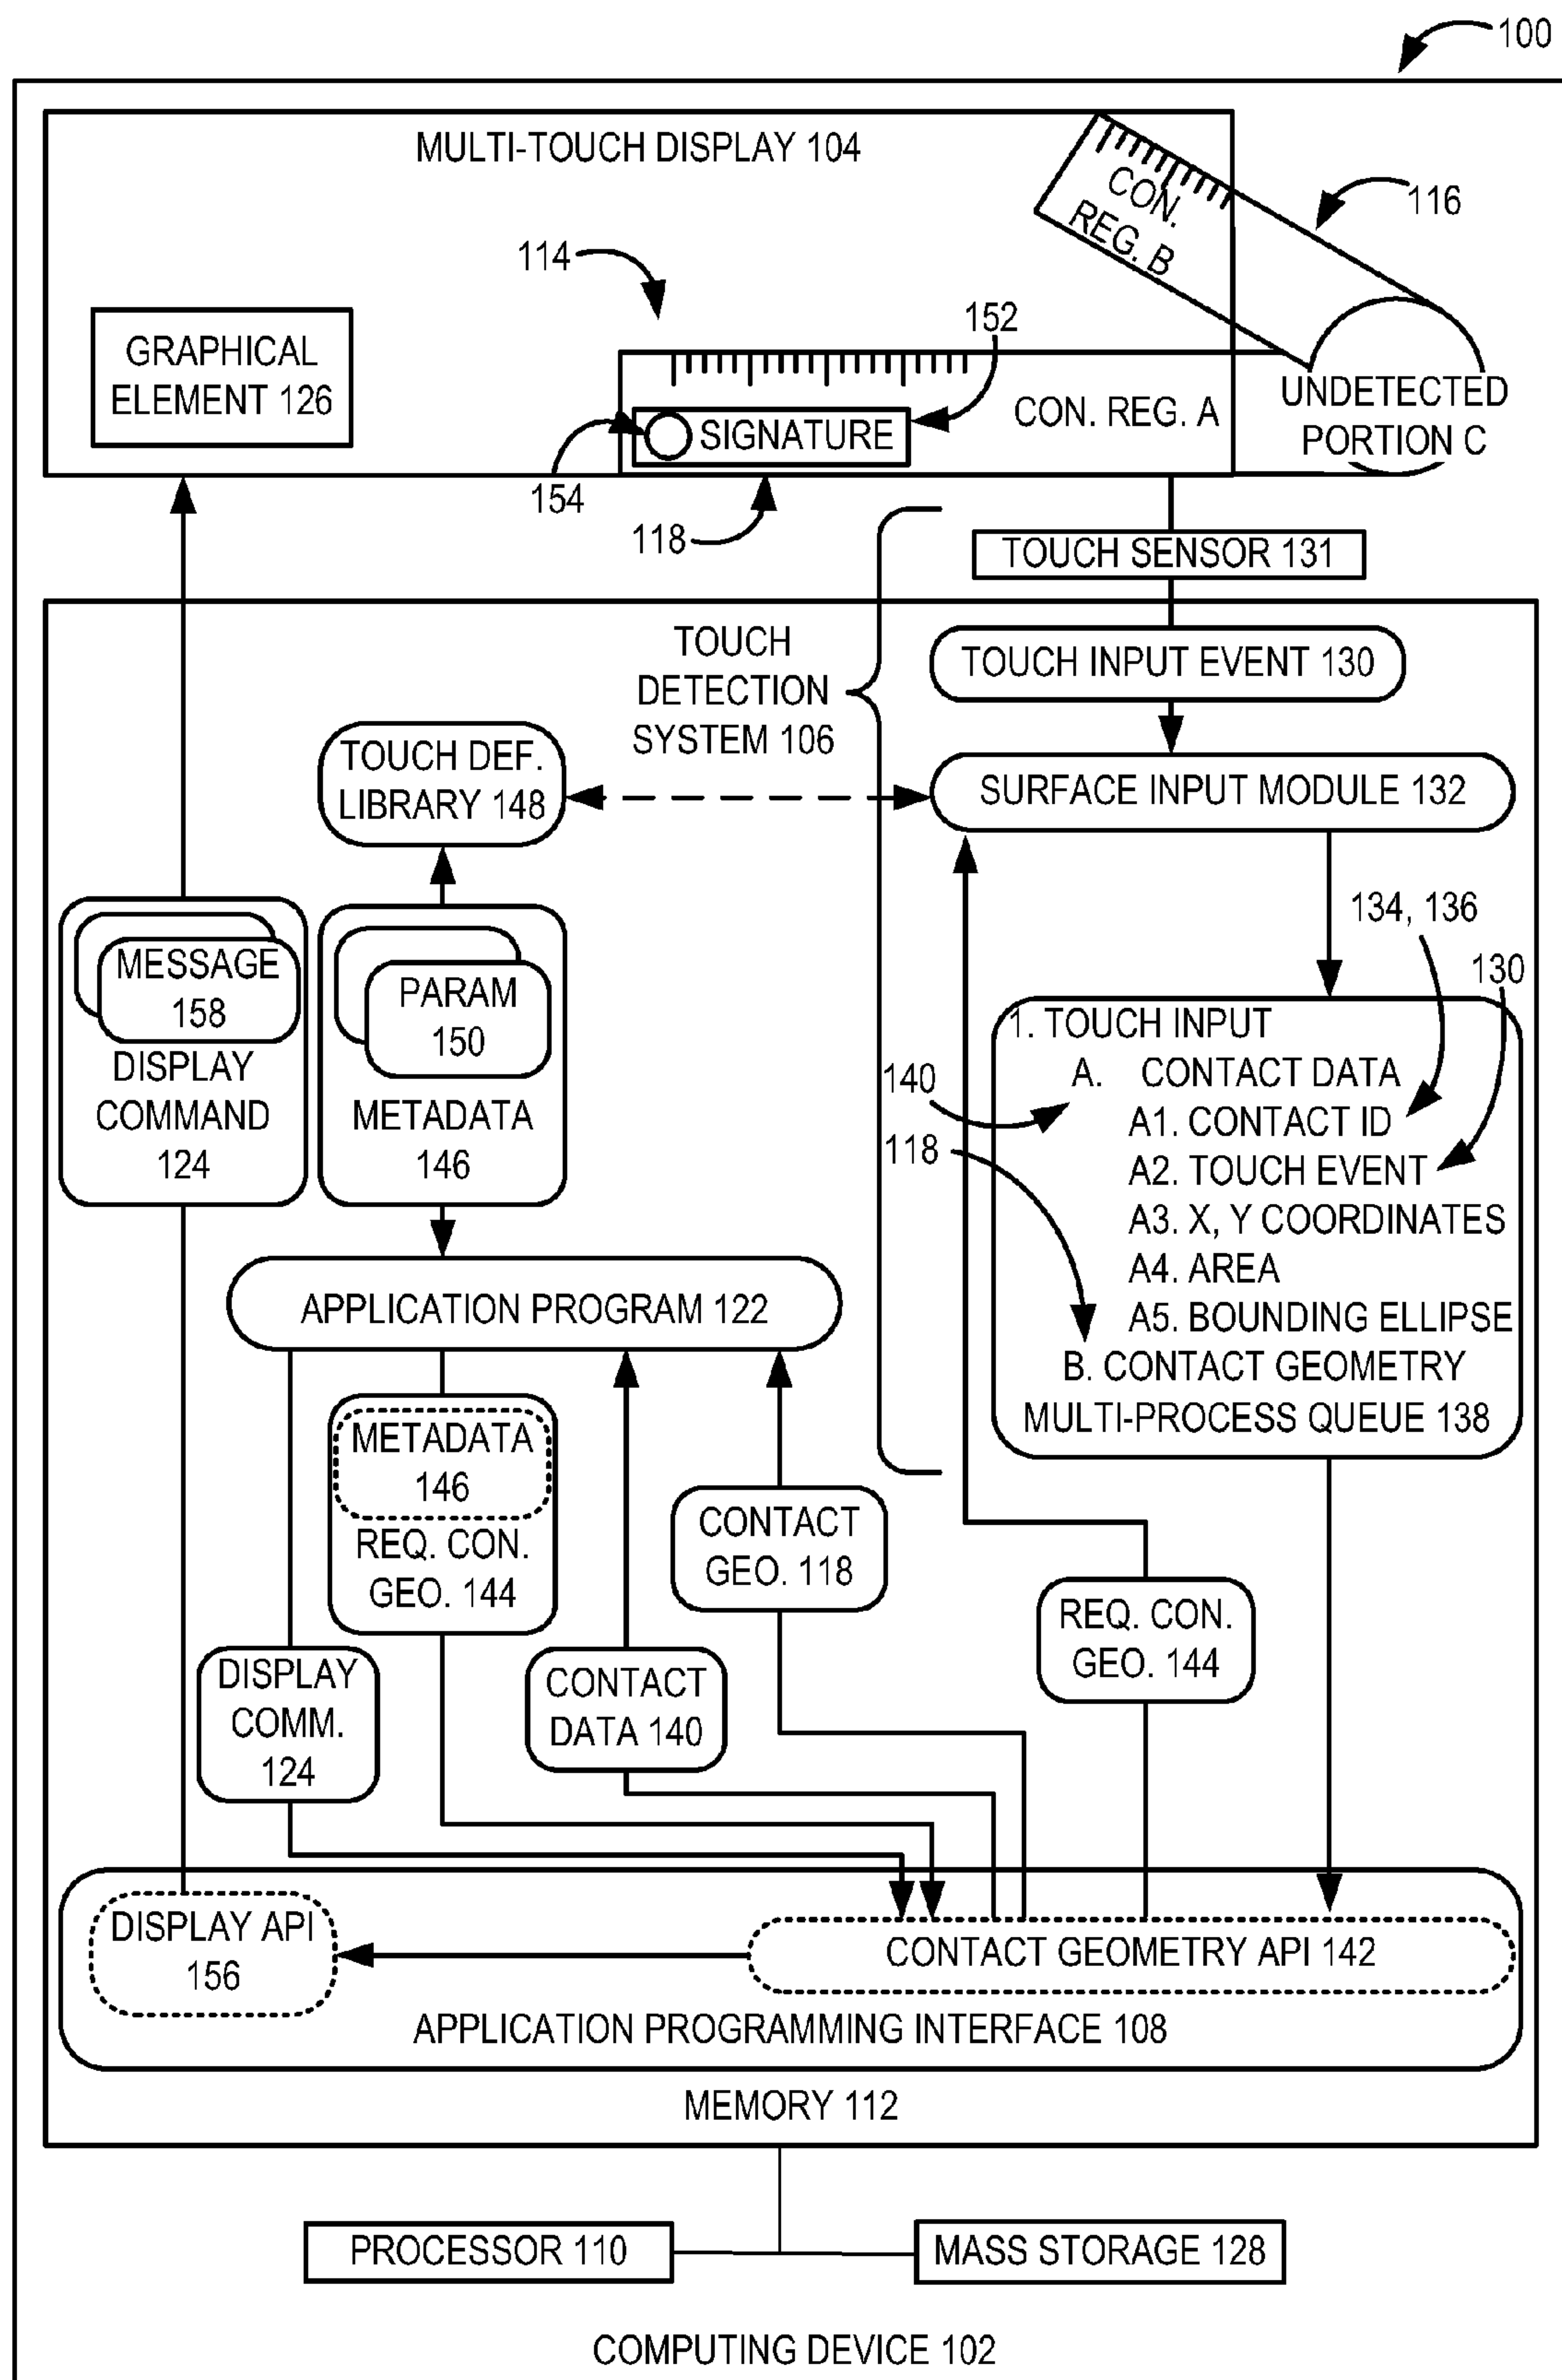 100
MULTI-TOUCH DISPLAY 104
CON.
REG. B
116
114
152
GRAPHICAL
ELEMENT 126
SIGNATURE
CON. REG. A
UNDETECTED
PORTION C
154
118
TOUCH SENSOR 131
TOUCH
DETECTION
SYSTEM 106
TOUCH INPUT EVENT 130
TOUCH DEF.
LIBRARY 148
SURFACE INPUT MODULE 132
134, 136
130
MESSAGE
158
DISPLAY
COMMAND
124
PARAM
150
METADATA
146
140
118
1. TOUCH INPUT
A. CONTACT DATA
A1. CONTACT ID
A2. TOUCH EVENT
A3. X, Y COORDINATES
A4. AREA
A5. BOUNDING ELLIPSE
B. CONTACT GEOMETRY
MULTI-PROCESS QUEUE 138
APPLICATION PROGRAM 122
METADATA
146
REQ. CON.
GEO. 144
CONTACT
GEO. 118
REQ. CON.
GEO. 144
DISPLAY
COMM.
124
CONTACT
DATA 140
DISPLAY API
156
CONTACT GEOMETRY API 142
APPLICATION PROGRAMMING INTERFACE 108
MEMORY 112
PROCESSOR 110
MASS STORAGE 128
COMPUTING DEVICE 102